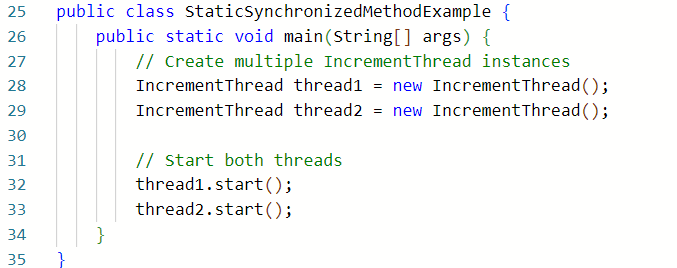 25 public class StaticSynchronizedMethodExample {
26     public static void main(String[] args) {
27         // Create multiple IncrementThread instances
28         IncrementThread thread1 = new IncrementThread();
29         IncrementThread thread2 = new IncrementThread();
30
31         // Start both threads
32         thread1.start();
33         thread2.start();
34     }
35 }